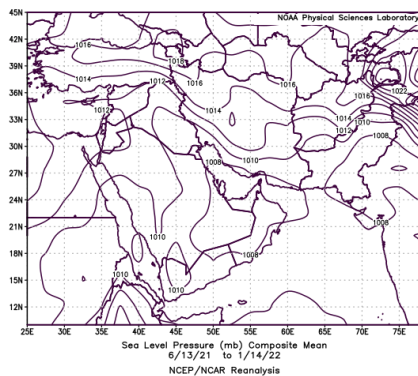 NOAA Physical Sciences Laboratory
45N
42N
39N
36N
33N
30N
27N
24N
21N
18N
15N
12N
1016
1018
1016
1016
1016
1022
1014
1012
1014
1012
1014
1010
1012
1008
1010
1008
1008
1010
1008
1010
1010
25E 30E 35E 40E 45E 50E 55E 60E 65E 70E 75E
Sea Level Pressure (mb) Composite Mean
6/13/21 to 1/14/22
NCEP/NCAR Reanalysis